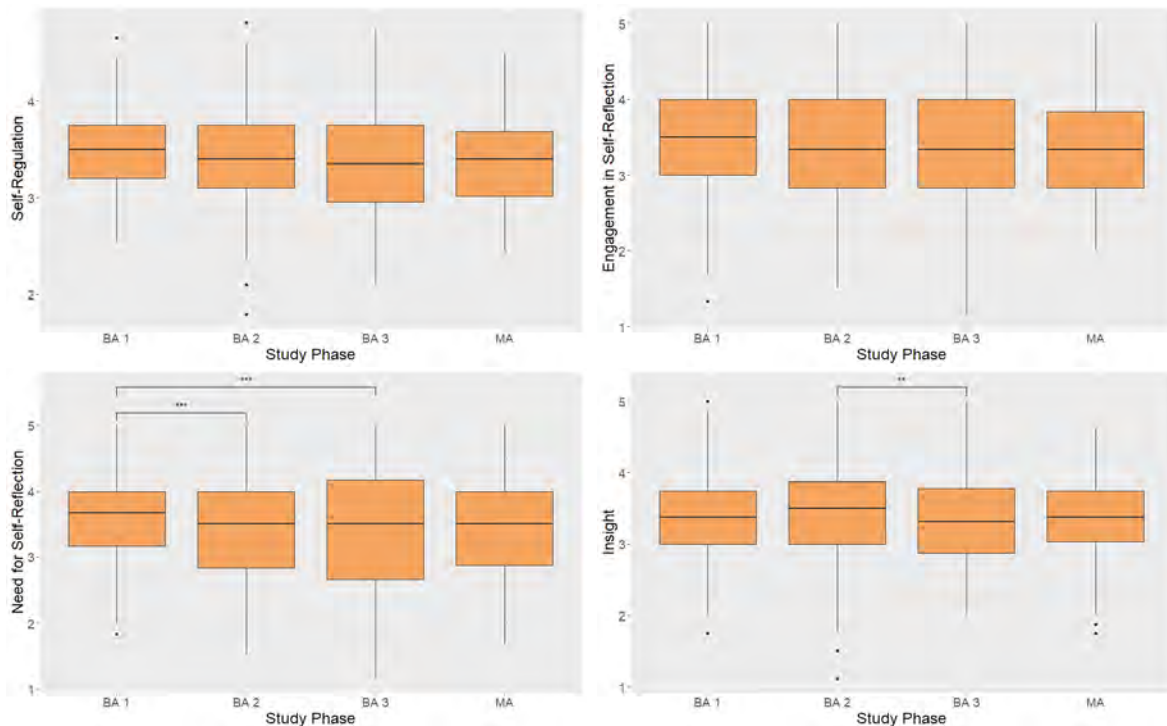 Self-Regulation
4
3
2
BA 1 BA 2 BA 3 MA
Study Phase
Engagement in Self-Reflection
5
4
3
2
1
BA 1 BA 2 BA 3 MA
Study Phase
Need for Self-Reflection
***
***
5
4
3
2
1
BA 1 BA 2 BA 3 MA
Study Phase
Insight
**
5
4
3
2
1
BA 1 BA 2 BA 3 MA
Study Phase